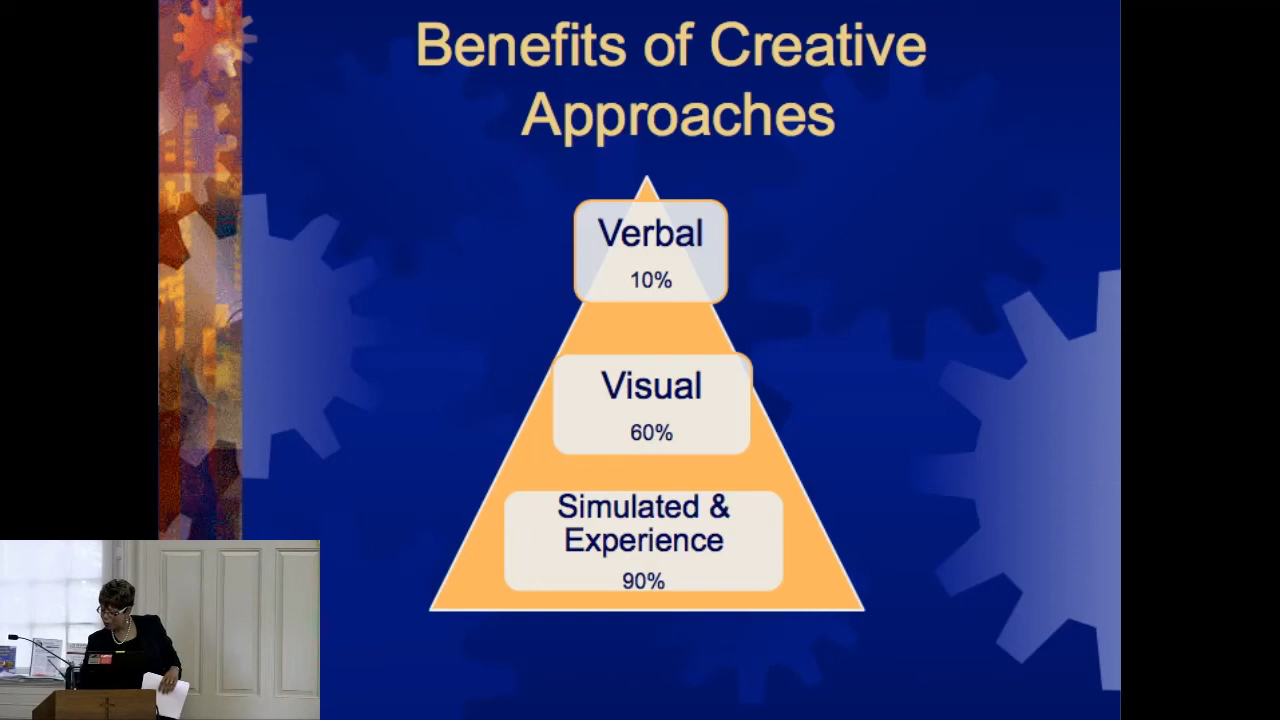 Benefits of Creative
Approaches
Verbal
10%
Visual
60%
Simulated &
Experience
90%